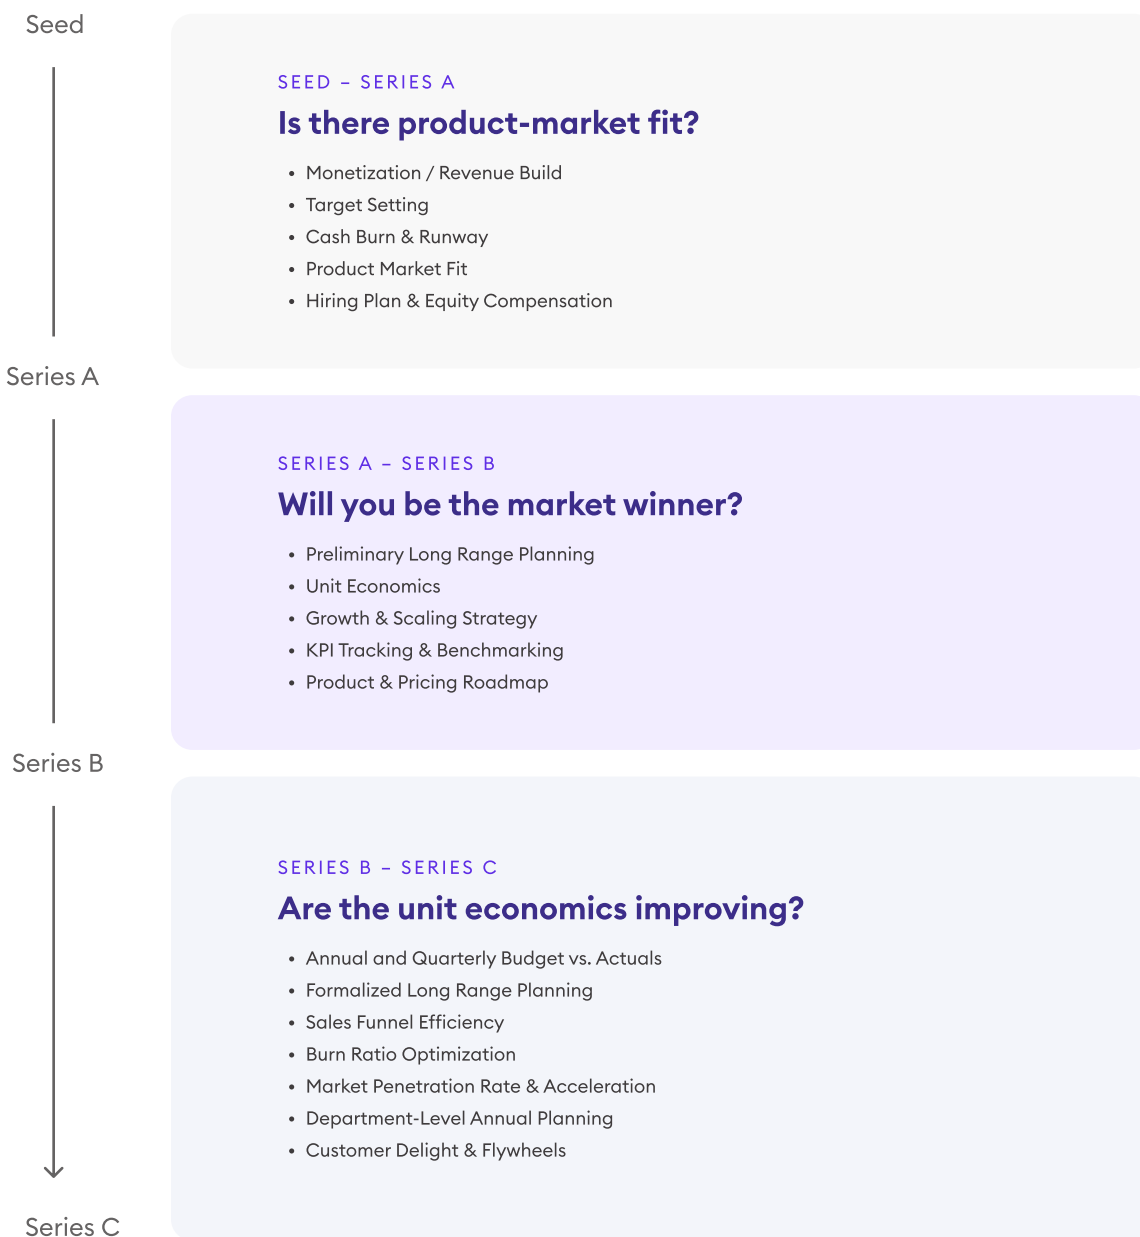 Seed
SEED – SERIES A
Is there product-market fit?
• Monetization / Revenue Build
• Target Setting
• Cash Burn & Runway
• Product Market Fit
• Hiring Plan & Equity Compensation
Series A
SERIES A – SERIES B
Will you be the market winner?
• Preliminary Long Range Planning
• Unit Economics
• Growth & Scaling Strategy
• KPI Tracking & Benchmarking
• Product & Pricing Roadmap
Series B
SERIES B – SERIES C
Are the unit economics improving?
• Annual and Quarterly Budget vs. Actuals
• Formalized Long Range Planning
• Sales Funnel Efficiency
• Burn Ratio Optimization
• Market Penetration Rate & Acceleration
• Department-Level Annual Planning
• Customer Delight & Flywheels
Series C